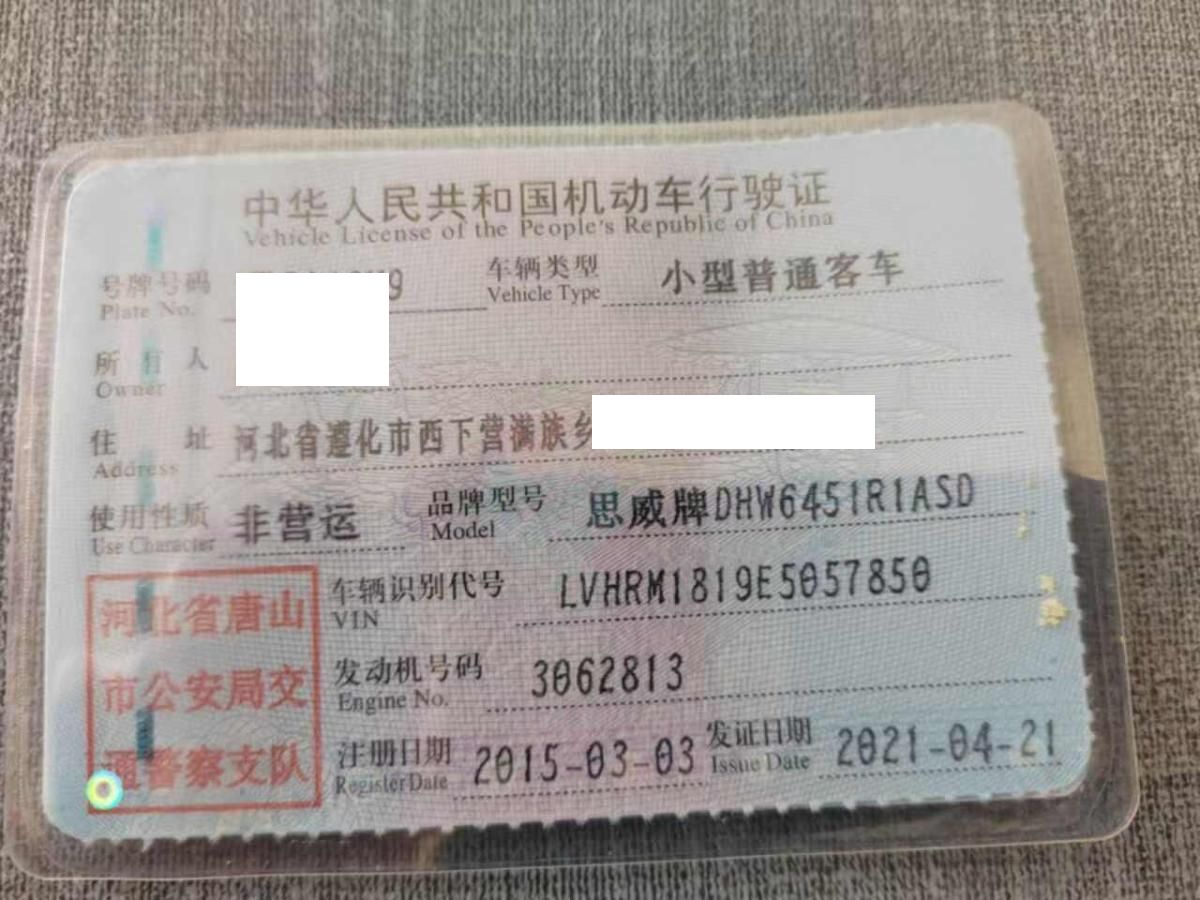 中华人民共和国机动车行驶证
Vehicle License of the People's Republic of China
号牌号码 9 车辆类型 小型普通客车
Plate No. Vehicle Type
所有人
Owner
住址 河北省遵化市西下营满族乡
Address
使用性质 非营运 品牌型号 思威牌DHW6451R1ASD
Use Character Model
河北省唐山 车辆识别代号 LVHRM1819E5057850
VIN
市公安局交 发动机号码 3062813
Engine No.
通警察支队 注册日期 2015-03-03 发证日期 2021-04-21
Register Date Issue Date